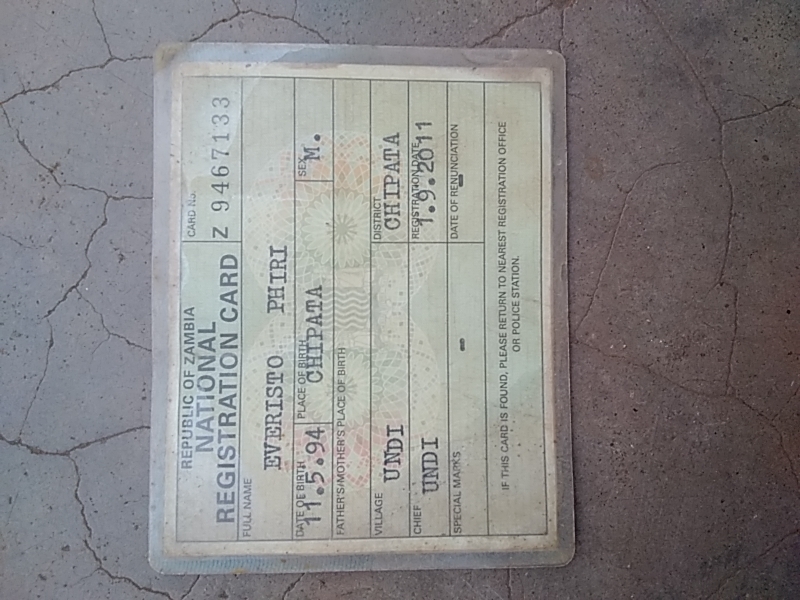 REPUBLIC OF ZAMBIA
NATIONAL
REGISTRATION CARD
CARD No.
Z 9467133
FULL NAME
EVERISTO PHIRI
DATE OF BIRTH
11.5.94
PLACE OF BIRTH
CHIPATA
SEX
M.
FATHER'S/MOTHER'S PLACE OF BIRTH
VILLAGE
UNDI
DISTRICT
CHIPATA
CHIEF
UNDI
REGISTRATION DATE
1.9.2011
SPECIAL MARKS
-
DATE OF RENUNCIATION
-
IF THIS CARD IS FOUND, PLEASE RETURN TO NEAREST REGISTRATION OFFICE
OR POLICE STATION.